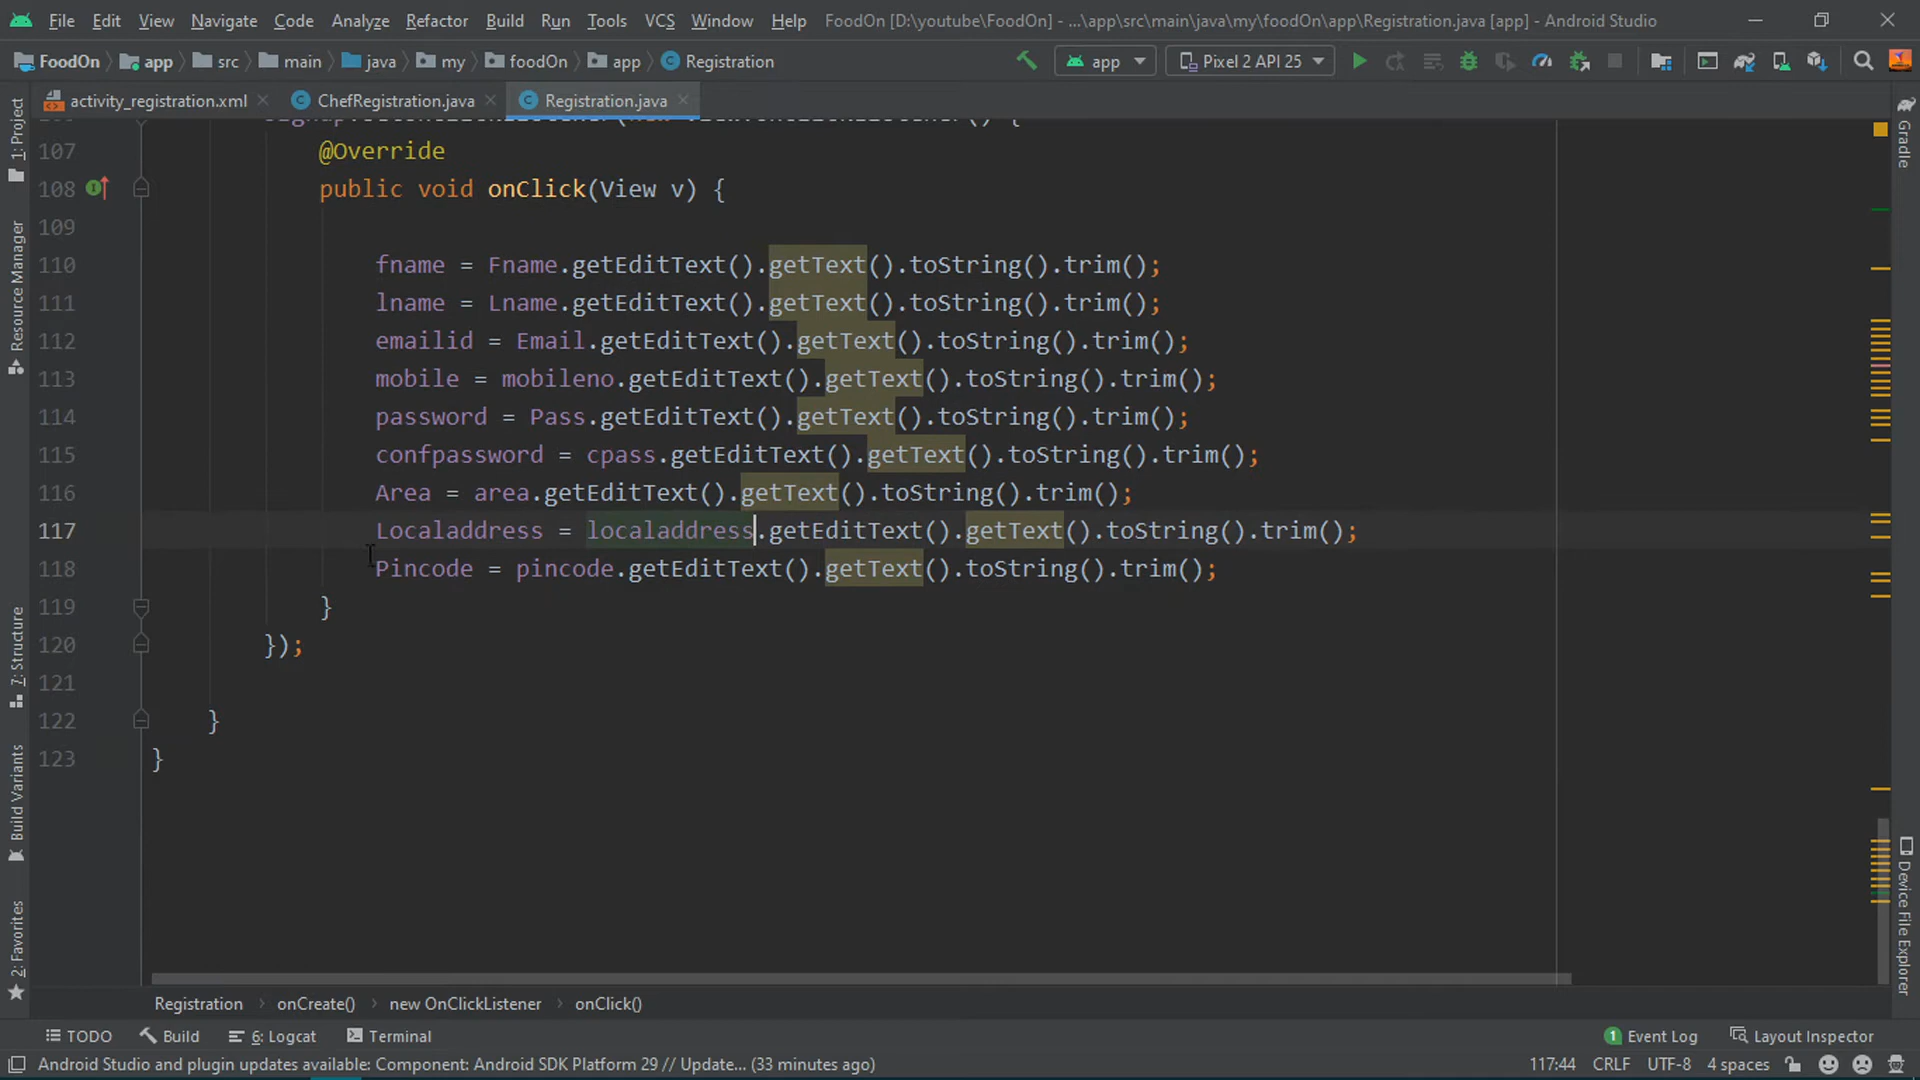 File Edit View Navigate Code Analyze Refactor Build Run Tools VCS Window Help FoodOn [D:\youtube\FoodOn] - ...\app\src\main\java\my\foodOn\app\Registration.java [app] - Android Studio
FoodOn app src main java my foodOn app Registration app Pixel 2 API 25
activity_registration.xml ChefRegistration.java Registration.java
107 @Override
108 public void onClick(View v) {
109
110 fname = Fname.getEditText().getText().toString().trim();
111 lname = Lname.getEditText().getText().toString().trim();
112 emailid = Email.getEditText().getText().toString().trim();
113 mobile = mobileno.getEditText().getText().toString().trim();
114 password = Pass.getEditText().getText().toString().trim();
115 confpassword = cpass.getEditText().getText().toString().trim();
116 Area = area.getEditText().getText().toString().trim();
117 Localaddress = localaddress.getEditText().getText().toString().trim();
118 Pincode = pincode.getEditText().getText().toString().trim();
119 }
120 });
121
122 }
123 }
1: Project
Resource Manager
7: Structure
Build Variants
2: Favorites
Gradle
Device File Explorer
Registration onCreate() new OnClickListener onClick()
TODO Build 6: Logcat Terminal 1 Event Log Layout Inspector
Android Studio and plugin updates available: Component: Android SDK Platform 29 // Update... (33 minutes ago) 117:44 CRLF UTF-8 4 spaces